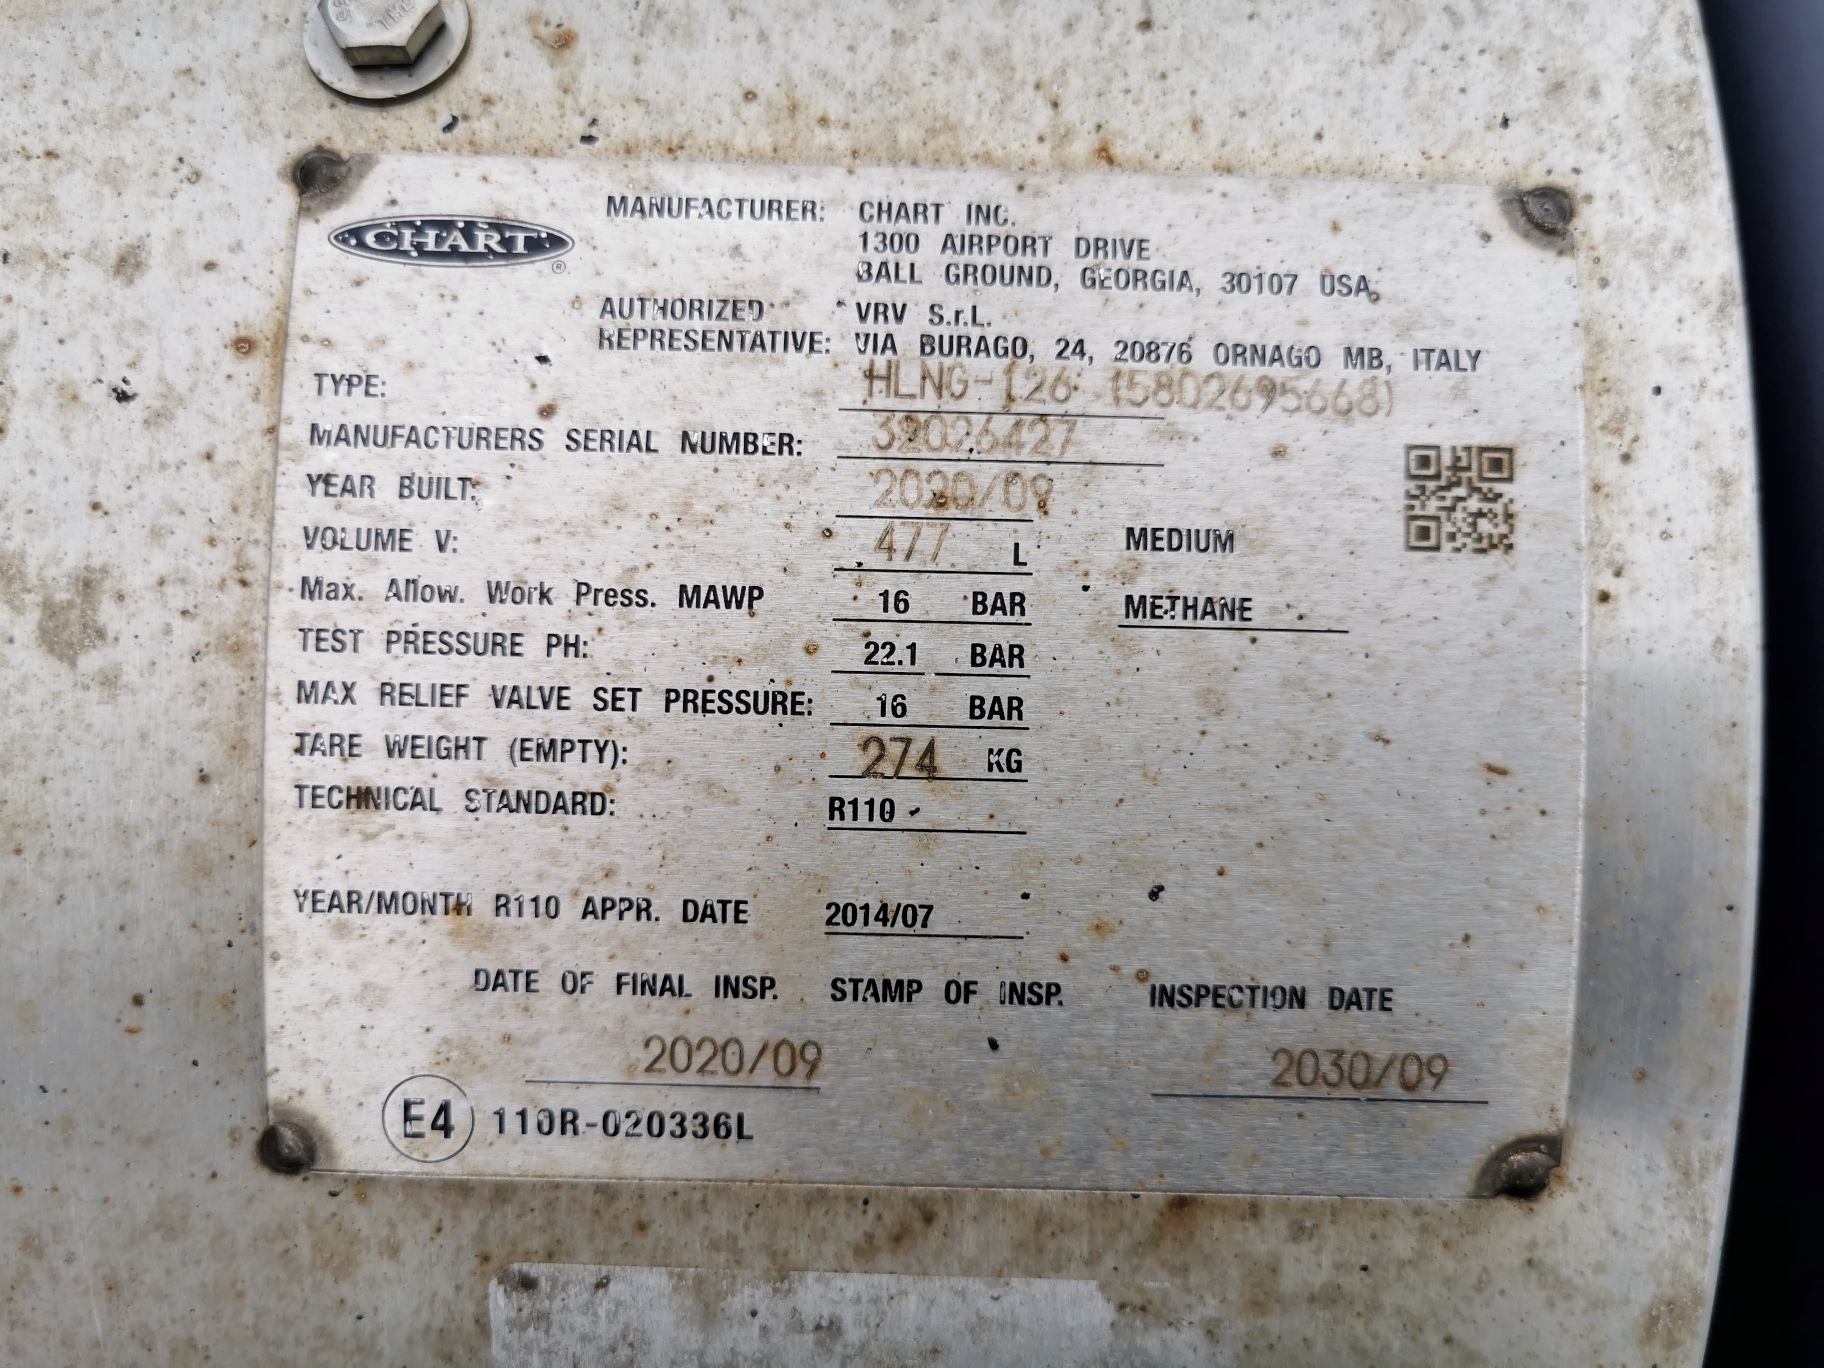 CHART ®
MANUFACTURER: CHART INC.
1300 AIRPORT DRIVE
BALL GROUND, GEORGIA, 30107 USA
AUTHORIZED VRV S.r.L.
REPRESENTATIVE: VIA BURAGO, 24, 20876 ORNAGO MB, ITALY
TYPE: HLNG-126 (5802695668)
MANUFACTURERS SERIAL NUMBER: 32026427
YEAR BUILT: 2020/09
VOLUME V: 477 L MEDIUM
Max. Allow. Work Press. MAWP 16 BAR METHANE
TEST PRESSURE PH: 22.1 BAR
MAX RELIEF VALVE SET PRESSURE: 16 BAR
TARE WEIGHT (EMPTY): 274 KG
TECHNICAL STANDARD: R110
YEAR/MONTH R110 APPR. DATE 2014/07
DATE OF FINAL INSP. STAMP OF INSP. INSPECTION DATE
2020/09 2030/09
E4 110R-020336L